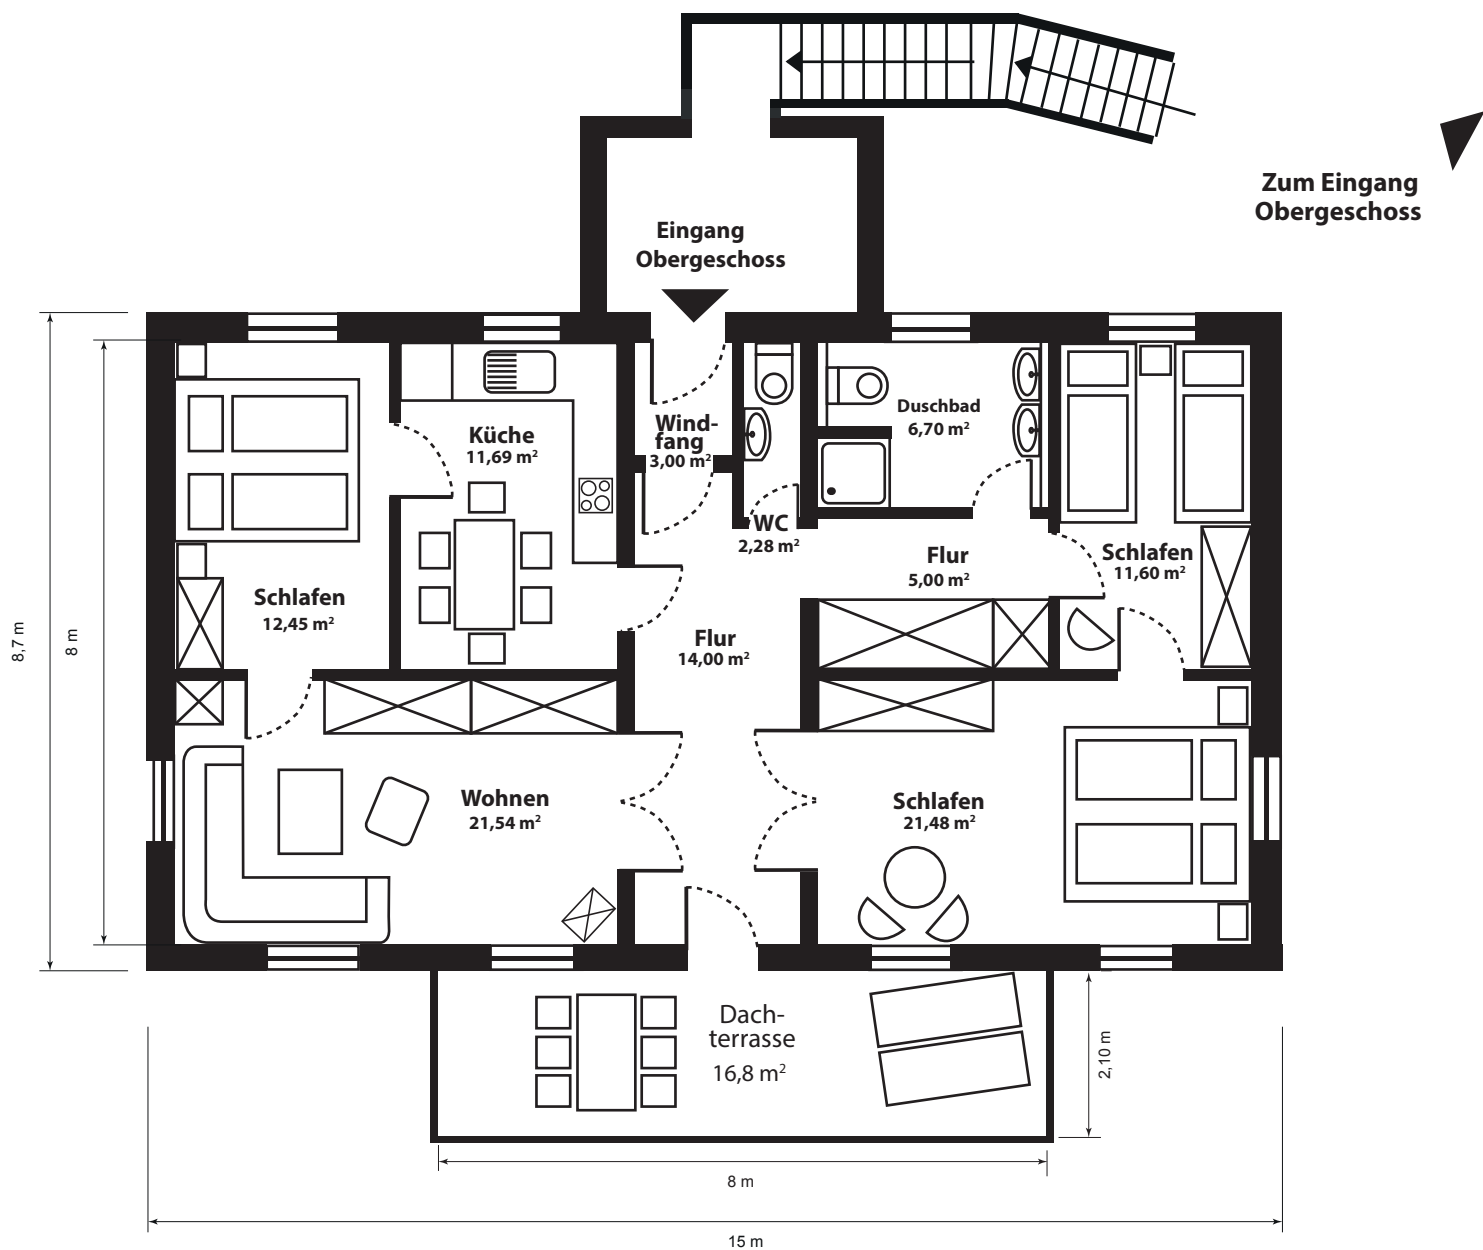 Zum Eingang
Obergeschoss
Eingang
Obergeschoss
Duschbad
6,70 m²
Wind-
fang
3,00 m²
Küche
11,69 m²
WC
2,28 m²
Flur
5,00 m²
Schlafen
11,60 m²
Schlafen
12,45 m²
Flur
14,00 m²
8,7 m
8 m
Wohnen
21,54 m²
Schlafen
21,48 m²
Dach-
terrasse
16,8 m²
2,10 m
8 m
15 m